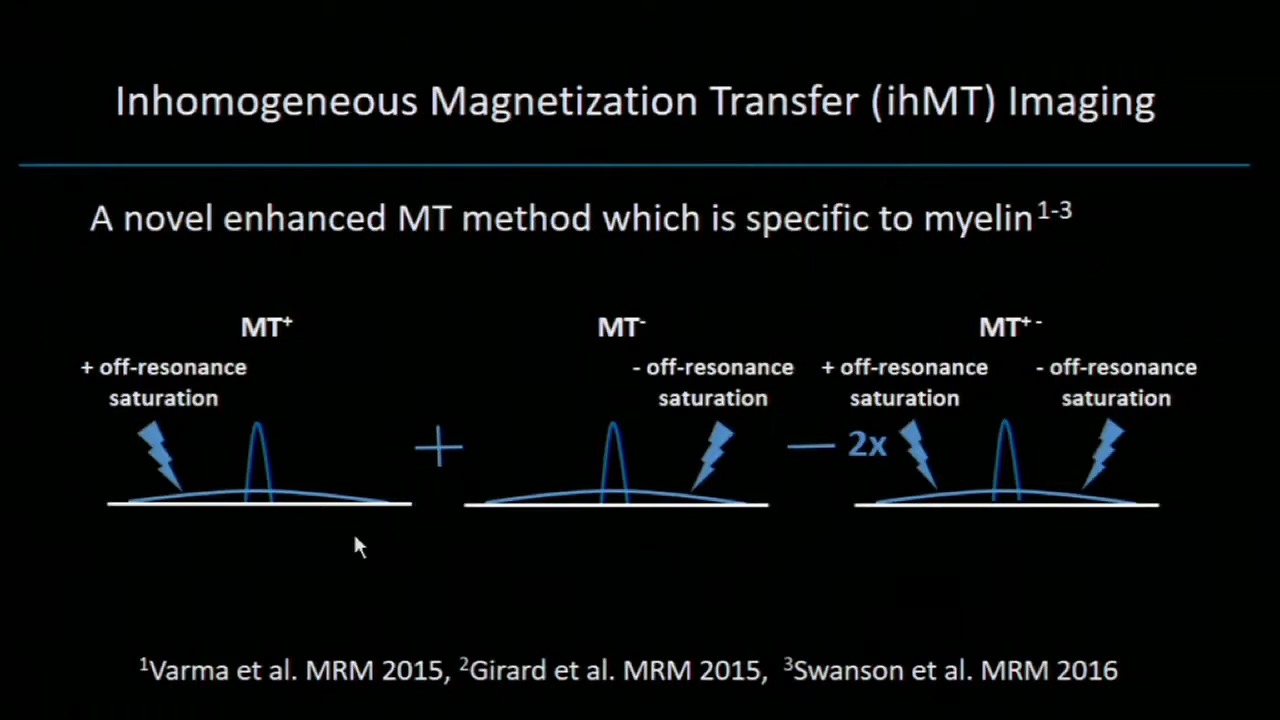 Inhomogeneous Magnetization Transfer (ihMT) Imaging
A novel enhanced MT method which is specific to myelin¹⁻³
MT⁺
MT⁻
MT⁺ ⁻
+ off-resonance
saturation
- off-resonance
saturation
+ off-resonance
saturation
- off-resonance
saturation
+
— 2x
¹Varma et al. MRM 2015, ²Girard et al. MRM 2015, ³Swanson et al. MRM 2016